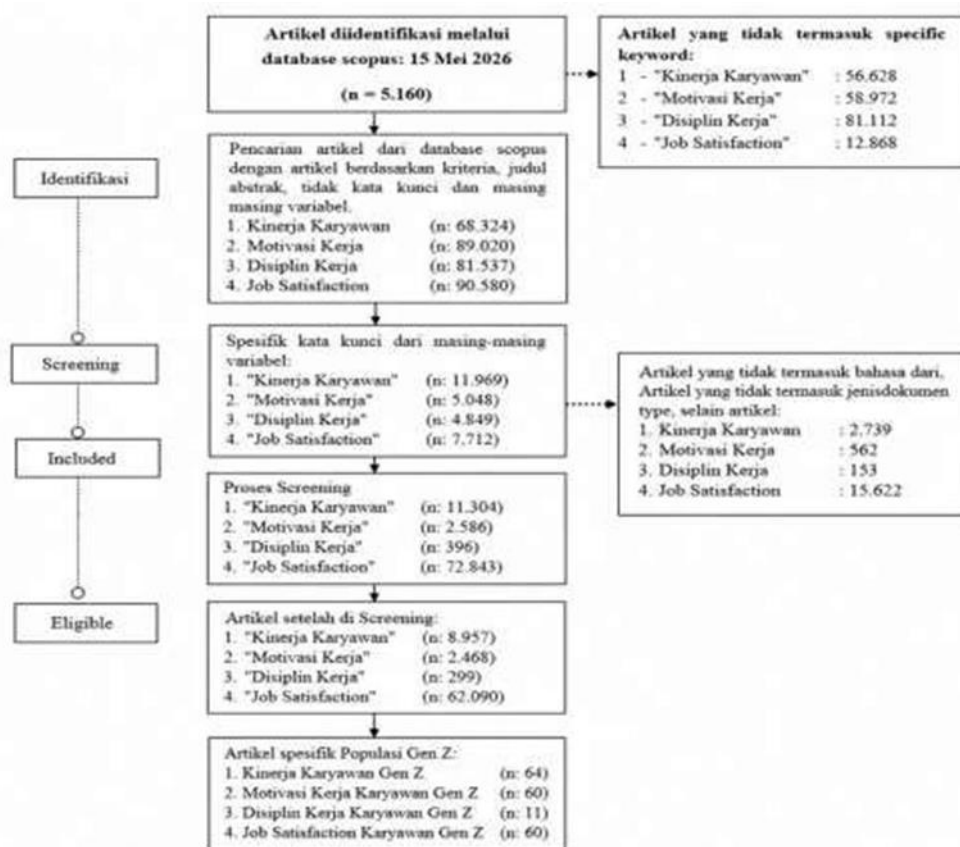 Artikel diidentifikasi melalui
database scopus: 15 Mei 2026
(n = 5.160)
Artikel yang tidak termasuk specific
keyword:
1 - "Kinerja Karyawan" : 56.628
2 - "Motivasi Kerja" : 58.972
3 - "Disiplin Kerja" : 81.112
4 - "Job Satisfaction" : 12.868
Identifikasi
Pencarian artikel dari database scopus
dengan artikel berdasarkan kriteria, judul
abstrak, tidak kata kunci dan masing
masing variabel.
1. Kinerja Karyawan (n: 68.324)
2. Motivasi Kerja (n: 89.020)
3. Disiplin Kerja (n: 81.537)
4. Job Satisfaction (n: 90.580)
Screening
Spesifik kata kunci dari masing-masing
variabel:
1. "Kinerja Karyawan" (n: 11.969)
2. "Motivasi Kerja" (n: 5.048)
3. "Disiplin Kerja" (n: 4.849)
4. "Job Satisfaction" (n: 7.712)
Artikel yang tidak termasuk bahasa dari,
Artikel yang tidak termasuk jenisdokumen
type, selain artikel:
1. Kinerja Karyawan : 2.739
2. Motivasi Kerja : 562
3. Disiplin Kerja : 153
4. Job Satisfaction : 15.622
Included
Proses Screening
1. "Kinerja Karyawan" (n: 11.304)
2. "Motivasi Kerja" (n: 2.586)
3. "Disiplin Kerja" (n: 396)
4. "Job Satisfaction" (n: 72.843)
Eligible
Artikel setelah di Screening:
1. "Kinerja Karyawan" (n: 8.957)
2. "Motivasi Kerja" (n: 2.468)
3. "Disiplin Kerja" (n: 299)
4. "Job Satisfaction" (n: 62.090)
Artikel spesifik Populasi Gen Z:
1. Kinerja Karyawan Gen Z (n: 64)
2. Motivasi Kerja Karyawan Gen Z (n: 60)
3. Disiplin Kerja Karyawan Gen Z (n: 11)
4. Job Satisfaction Karyawan Gen Z (n: 60)